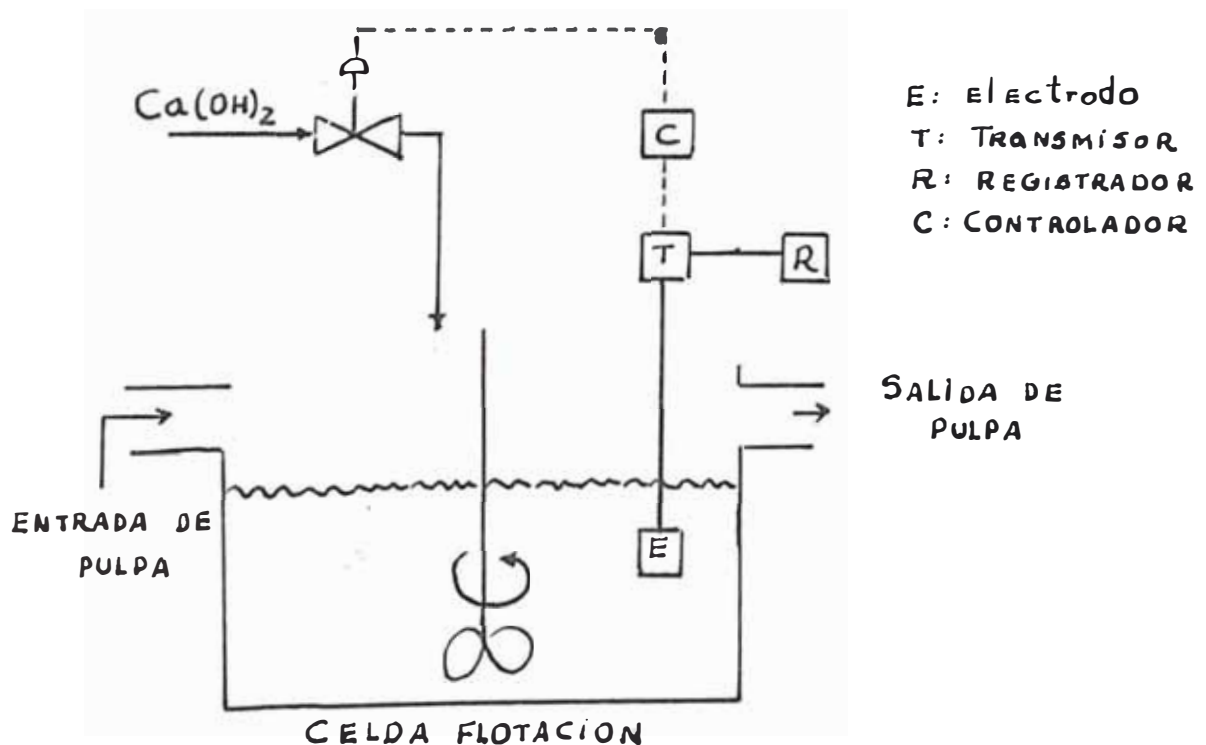 Ca(OH)2
C
T
R
E: Electrodo
T: TRANSMISOR
R: REGISTRADOR
C: CONTROLADOR
SALIDA DE
PULPA
ENTRADA DE
PULPA
E
CELDA FLOTACION